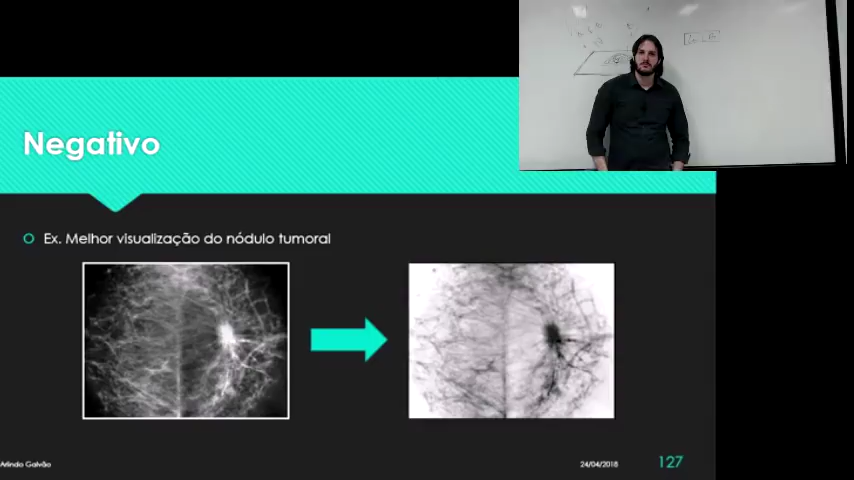 Negativo
Ex. Melhor visualização do nódulo tumoral
Arlindo Galvão
24/04/2018
127